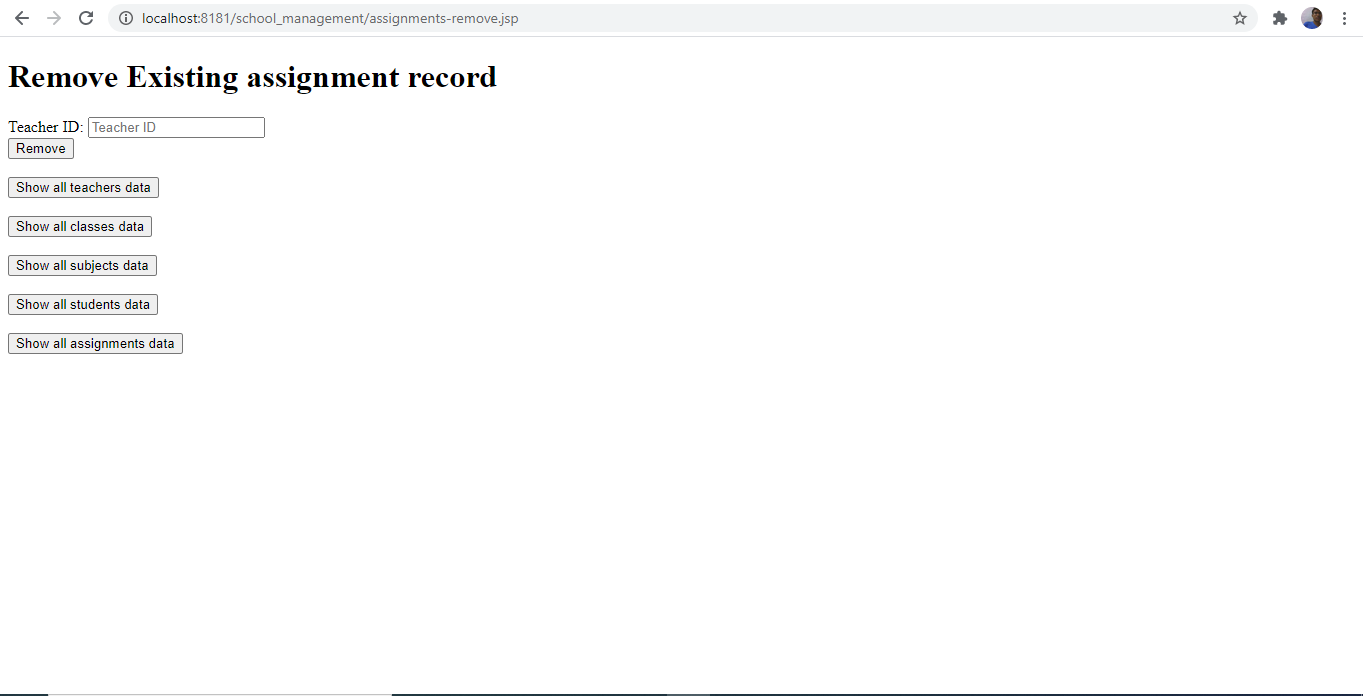 localhost:8181/school_management/assignments-remove.jsp
Remove Existing assignment record
Teacher ID: Teacher ID
Remove
Show all teachers data
Show all classes data
Show all subjects data
Show all students data
Show all assignments data